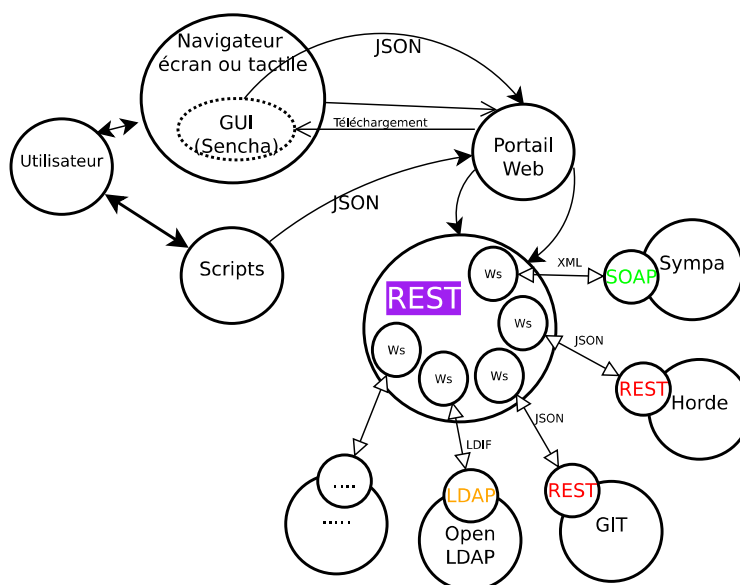 Navigateur
écran ou tactile
JSON
GUI
(Sencha)
Téléchargement
Portail
Web
Utilisateur
JSON
Scripts
REST
Ws
XML
SOAP
Sympa
Ws
JSON
REST
Horde
Ws
Ws
Ws
JSON
LDIF
.....
.....
LDAP
Open
LDAP
REST
GIT